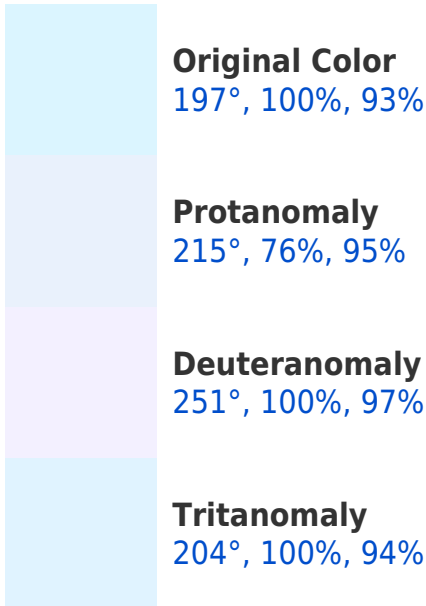 Original Color
197°, 100%, 93%
Protanomaly
215°, 76%, 95%
Deuteranomaly
251°, 100%, 97%
Tritanomaly
204°, 100%, 94%